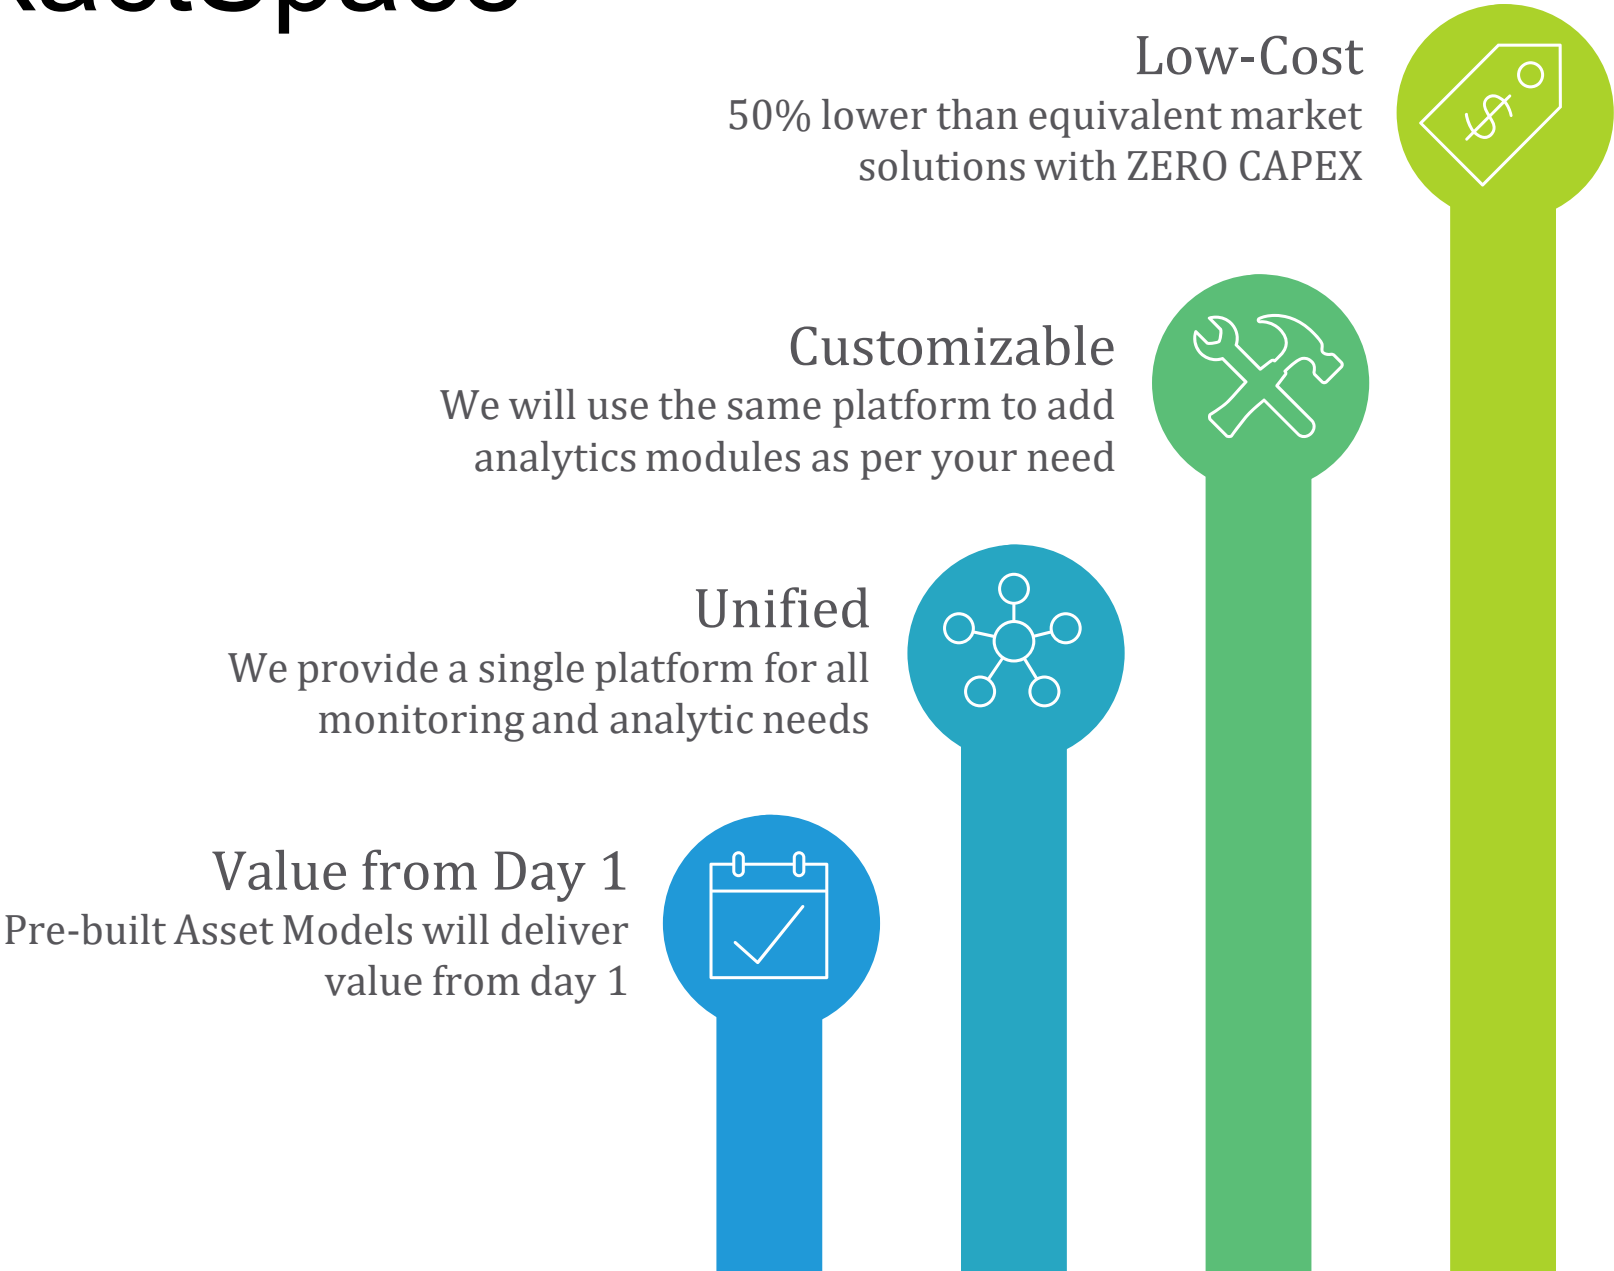 Low-Cost
50% lower than equivalent market
solutions with ZERO CAPEX
Customizable
We will use the same platform to add
analytics modules as per your need
Unified
We provide a single platform for all
monitoring and analytic needs
Value from Day 1
Pre-built Asset Models will deliver
value from day 1